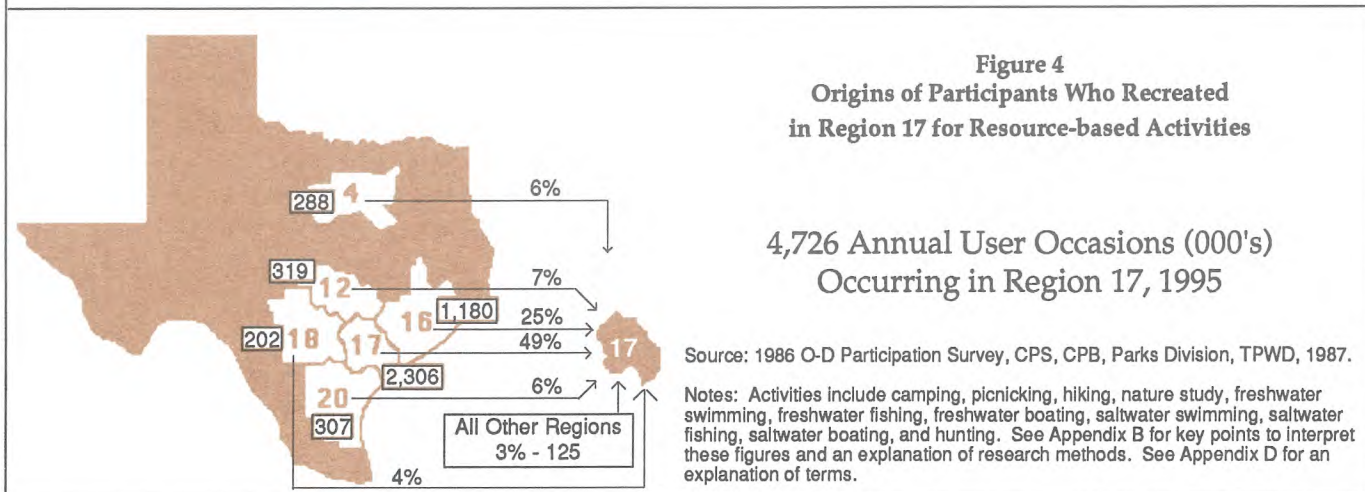 Figure 4
Origins of Participants Who Recreated
in Region 17 for Resource-based Activities
4,726 Annual User Occasions (000's)
Occurring in Region 17, 1995
Source: 1986 O-D Participation Survey, CPS, CPB, Parks Division, TPWD, 1987.
Notes: Activities include camping, picnicking, hiking, nature study, freshwater
swimming, freshwater fishing, freshwater boating, saltwater swimming, saltwater
fishing, saltwater boating, and hunting. See Appendix B for key points to interpret
these figures and an explanation of research methods. See Appendix D for an
explanation of terms.
4
288
6%
319
12
7%
16
1,180
25%
202
18
17
49%
17
2,306
20
6%
307
All Other Regions
3% - 125
4%